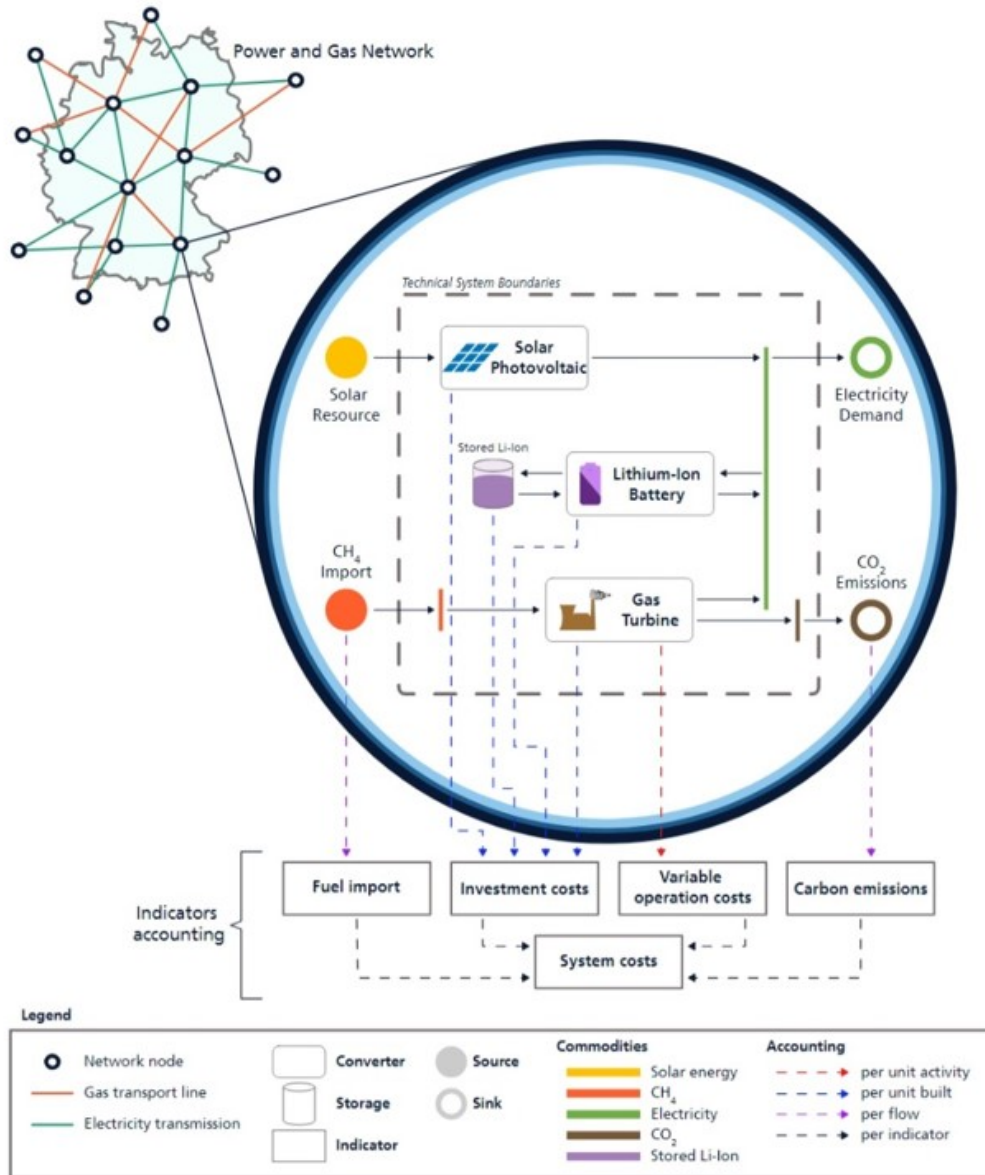 Power and Gas Network
Technical System Boundaries
Solar
Photovoltaic
Solar
Resource
Electricity
Demand
Stored Li-Ion
Lithium-Ion
Battery
CH4
Import
CO2
Emissions
Gas
Turbine
Indicators
accounting
Fuel import
Investment costs
Variable
operation costs
Carbon emissions
System costs
Legend
Network node
Gas transport line
Electricity transmission
Converter
Storage
Indicator
Source
Sink
Commodities
Solar energy
CH4
Electricity
CO2
Stored Li-Ion
Accounting
per unit activity
per unit built
per flow
per indicator